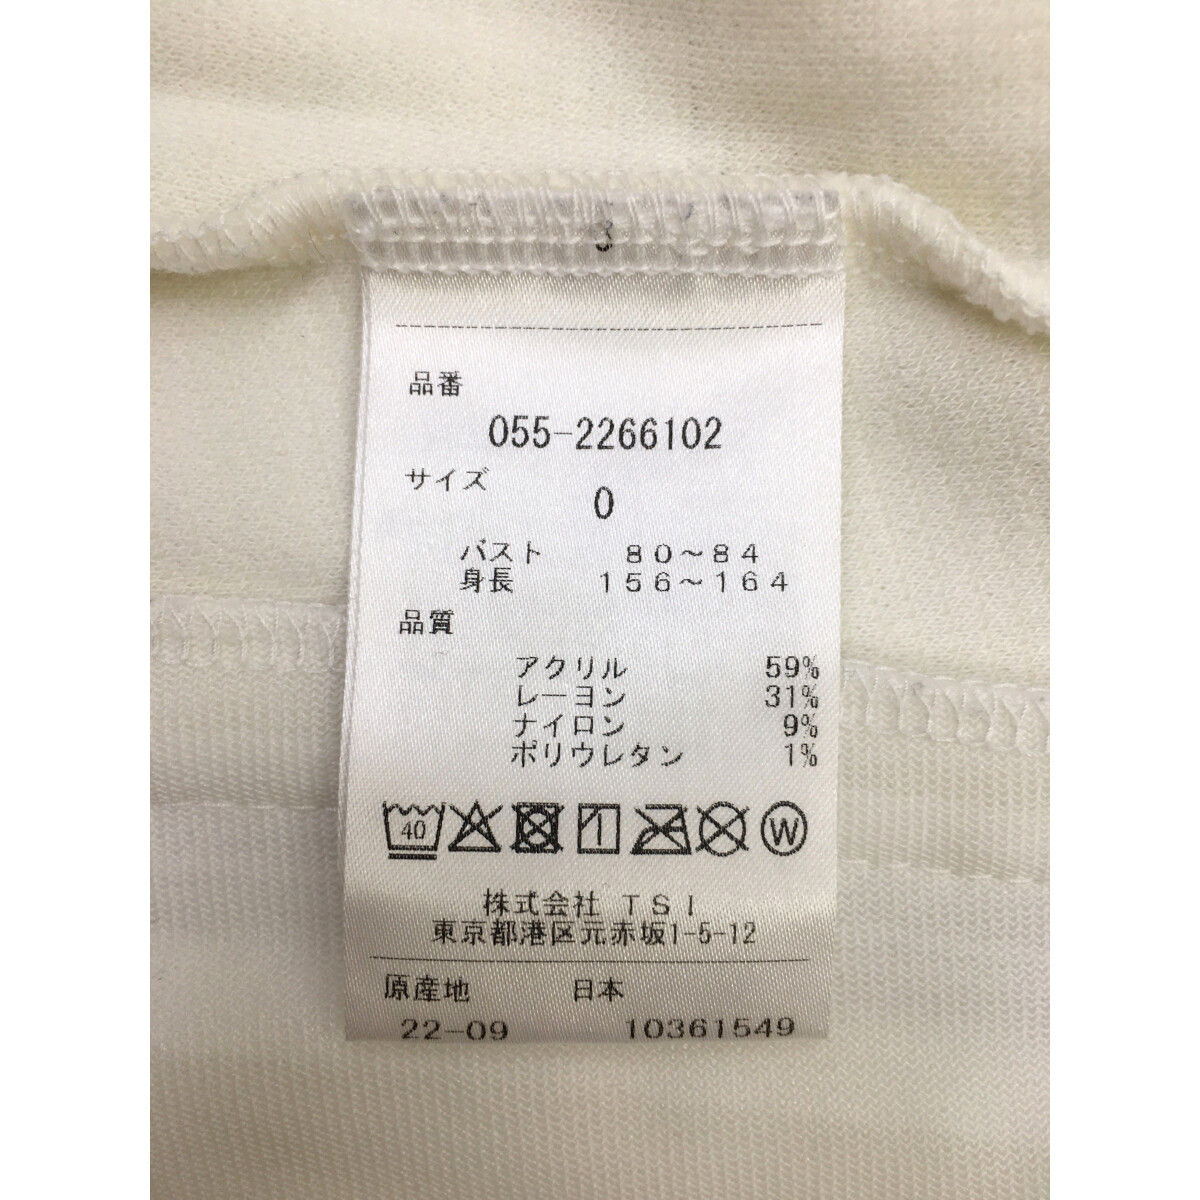 3
品番
055-2266102
サイズ
0
バスト 80～84
身長 156～164
品質
アクリル 59%
レーヨン 31%
ナイロン 9%
ポリウレタン 1%
40 W
株式会社 TSI
東京都港区元赤坂1-5-12
原産地 日本
22-09 10361549